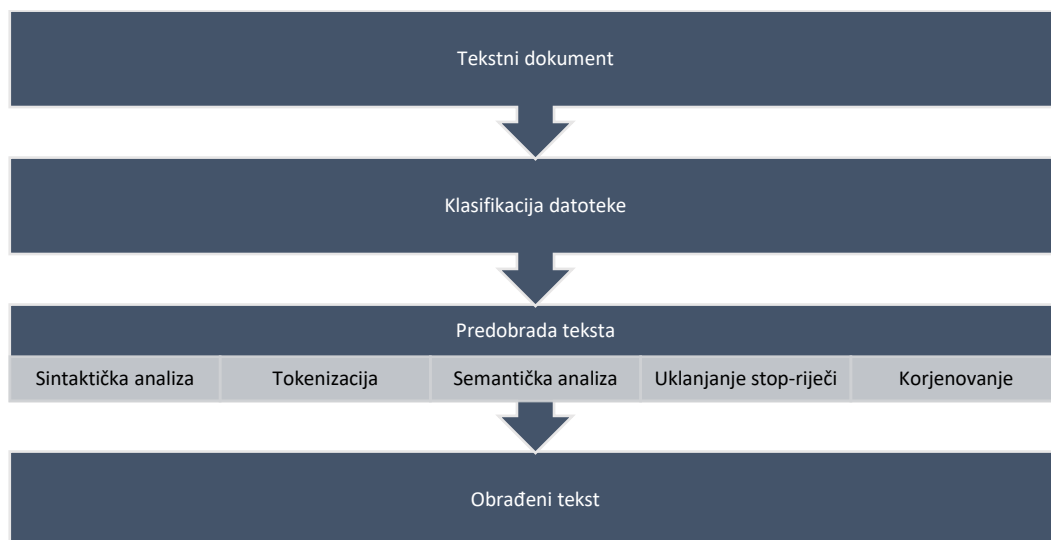 Tekstni dokument
Klasifikacija datoteke
Predobrada teksta
Sintaktička analiza
Tokenizacija
Semantička analiza
Uklanjanje stop-riječi
Korjenovanje
Obrađeni tekst